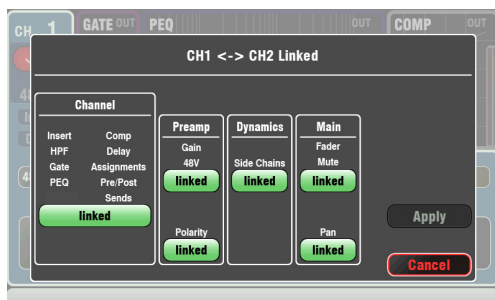 CH 1 GATE OUT PEQ OUT COMP OUT
CH1 <-> CH2 Linked
Channel
Insert Comp
HPF Delay
Gate Assignments
PEQ Pre/Post
Sends
linked
Preamp
Gain
48V
linked
Polarity
linked
Dynamics
Side Chains
linked
Main
Fader
Mute
linked
Pan
linked
Apply
Cancel